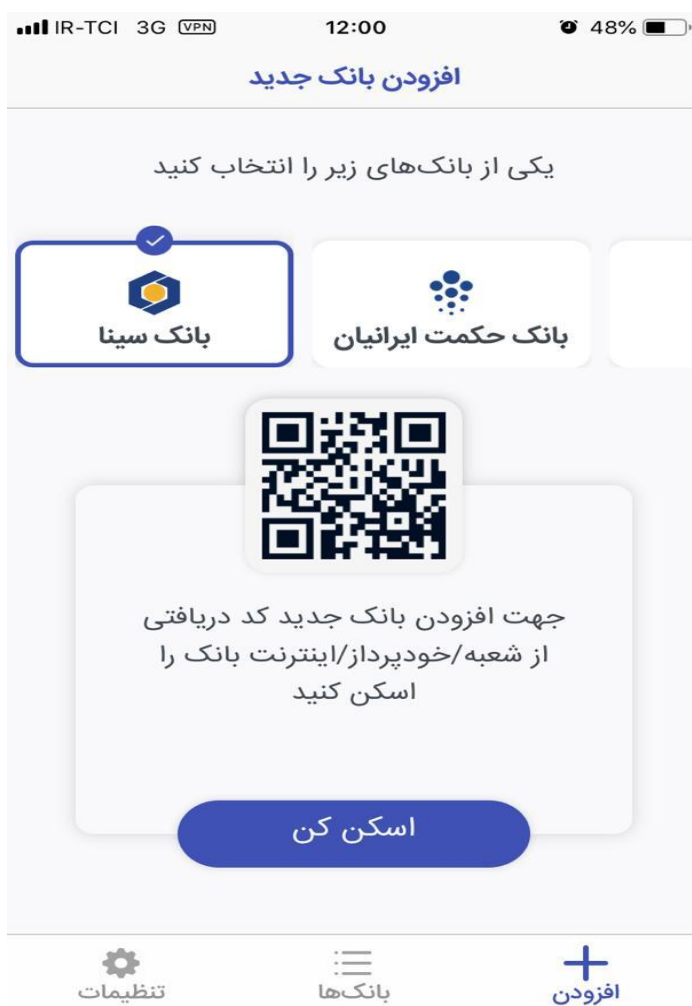 IR-TCI 3G VPN 12:00 48%
افزودن بانک جدید
یکی از بانک‌های زیر را انتخاب کنید
بانک حکمت ایرانیان
بانک سینا
جهت افزودن بانک جدید کد دریافتی
از شعبه/خودپرداز/اینترنت بانک را
اسکن کنید
اسکن کن
افزودن
بانک‌ها
تنظیمات